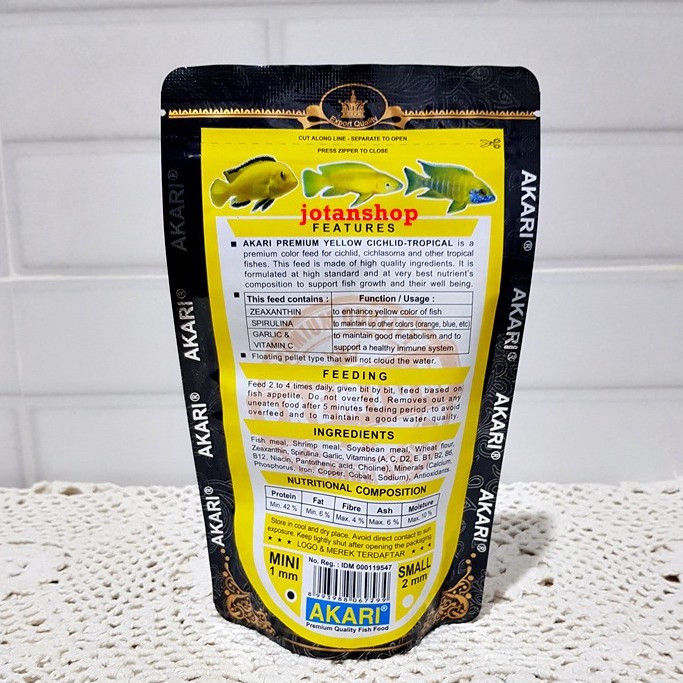 Export Quality
CUT ALONG LINE - SEPARATE TO OPEN
PRESS ZIPPER TO CLOSE
jotanshop
FEATURES
AKARI PREMIUM YELLOW CICHLID-TROPICAL is a
premium color feed for cichlid, cichlasoma and other tropical
fishes. This feed is made of high quality ingredients. It is
formulated at high standard and at very best nutrient's
composition to support fish growth and their well being.
This feed contains : Function / Usage :
ZEAXANTHIN to enhance yellow color of fish
SPIRULINA to maintain up other colors (orange, blue, etc)
GARLIC & to maintain good metabolism and to
VITAMIN C support a healthy immune system
Floating pellet type that will not cloud the water.
FEEDING
Feed 2 to 4 times daily, given bit by bit, feed based on
fish appetite. Do not overfeed. Removes out any
uneaten food after 5 minutes feeding period, to avoid
overfeed and to maintain a good water quality.
INGREDIENTS
Fish meal, Shrimp meal, Soyabean meal, Wheat flour,
Zeaxanthin, Spirulina, Garlic, Vitamins (A, C, D2, E, B1, B2, B6,
B12, Niacin, Pantothenic acid, Choline), Minerals (Calcium,
Phosphorus, Iron, Copper, Cobalt, Sodium), Antioxidants.
NUTRITIONAL COMPOSITION
Protein Fat Fibre Ash Moisture
Min. 42 % Min. 6 % Max. 4 % Max. 6 % Max. 10 %
Store in cool and dry place. Avoid direct contact to sun
exposure. Keep tightly shut after opening the packaging.
LOGO & MEREK TERDAFTAR
No. Reg. : IDM 000119547
MINI
1 mm
SMALL
2 mm
8 993988 067299
AKARI®
Premium Quality Fish Food
AKARI®
AKARI®
AKARI®
AKARI®
AKARI®
AKARI®
AKARI®
AKARI®